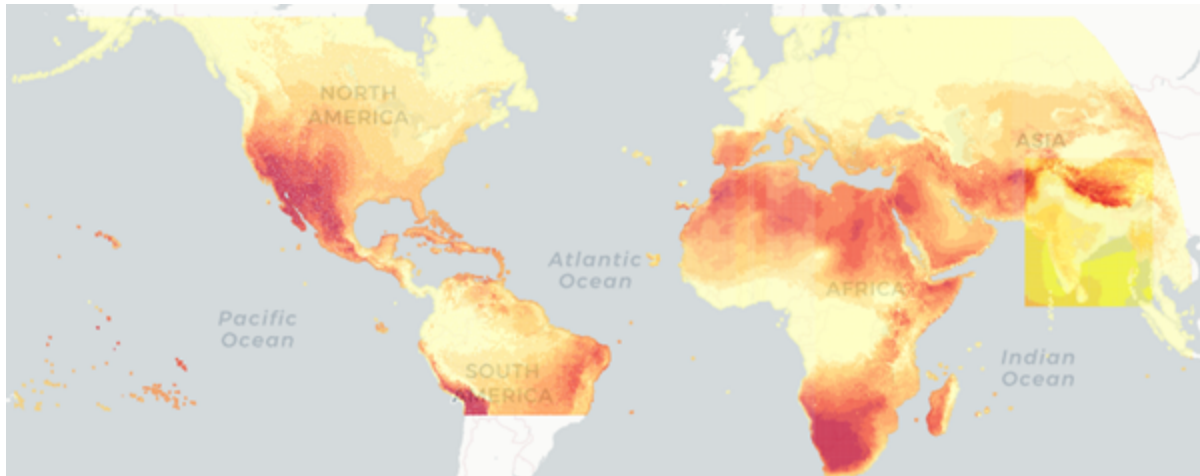 NORTH
AMERICA
ASIA
Atlantic
Ocean
AFRICA
Pacific
Ocean
Indian
Ocean
SOUTH
AMERICA